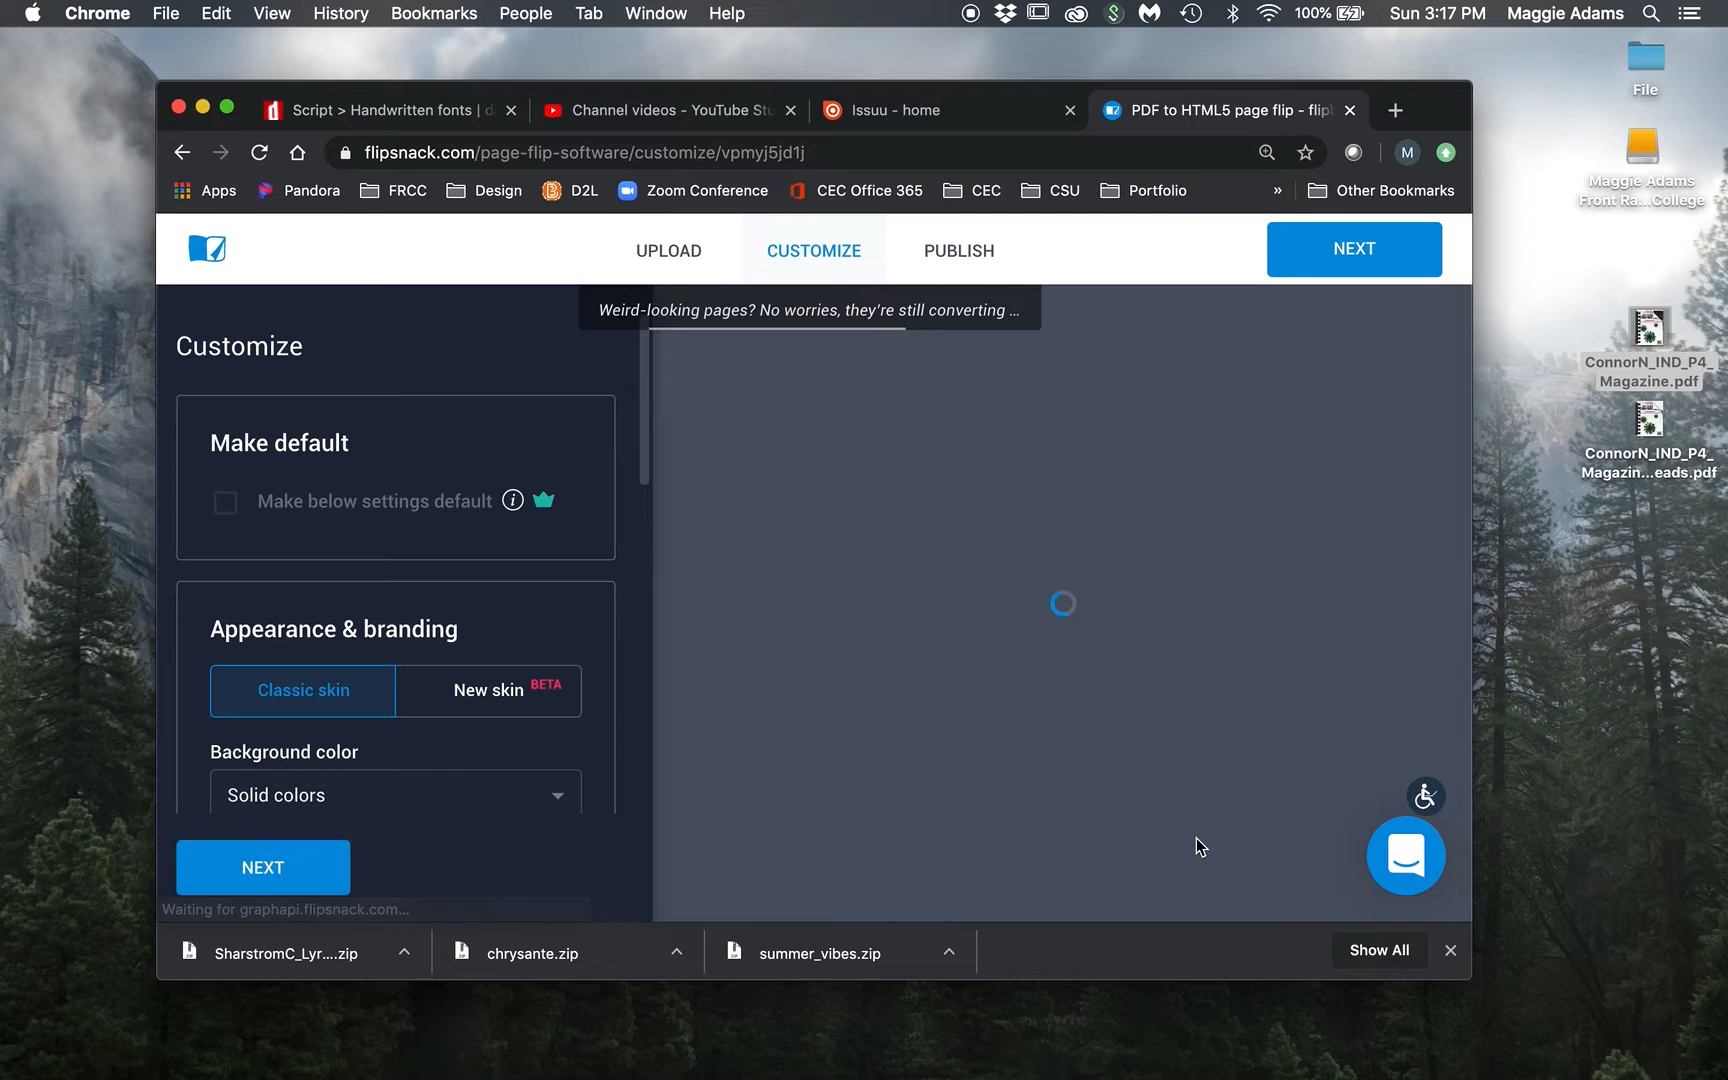 Chrome File Edit View History Bookmarks People Tab Window Help 100% Sun 3:17 PM Maggie Adams
File
Script > Handwritten fonts | d
Channel videos - YouTube Stu
Issuu - home
PDF to HTML5 page flip - flip
flipsnack.com/page-flip-software/customize/vpmyj5jd1j
M
Apps Pandora FRCC Design D2L Zoom Conference CEC Office 365 CEC CSU Portfolio » Other Bookmarks
Maggie Adams
Front Ra...College
UPLOAD CUSTOMIZE PUBLISH NEXT
Weird-looking pages? No worries, they're still converting ...
Customize
Make default
Make below settings default
Appearance & branding
Classic skin
New skin BETA
Background color
Solid colors
NEXT
Waiting for graphapi.flipsnack.com...
ConnorN_IND_P4_
Magazine.pdf
ConnorN_IND_P4_
Magazin...eads.pdf
SharstromC_Lyr....zip
chrysante.zip
summer_vibes.zip
Show All